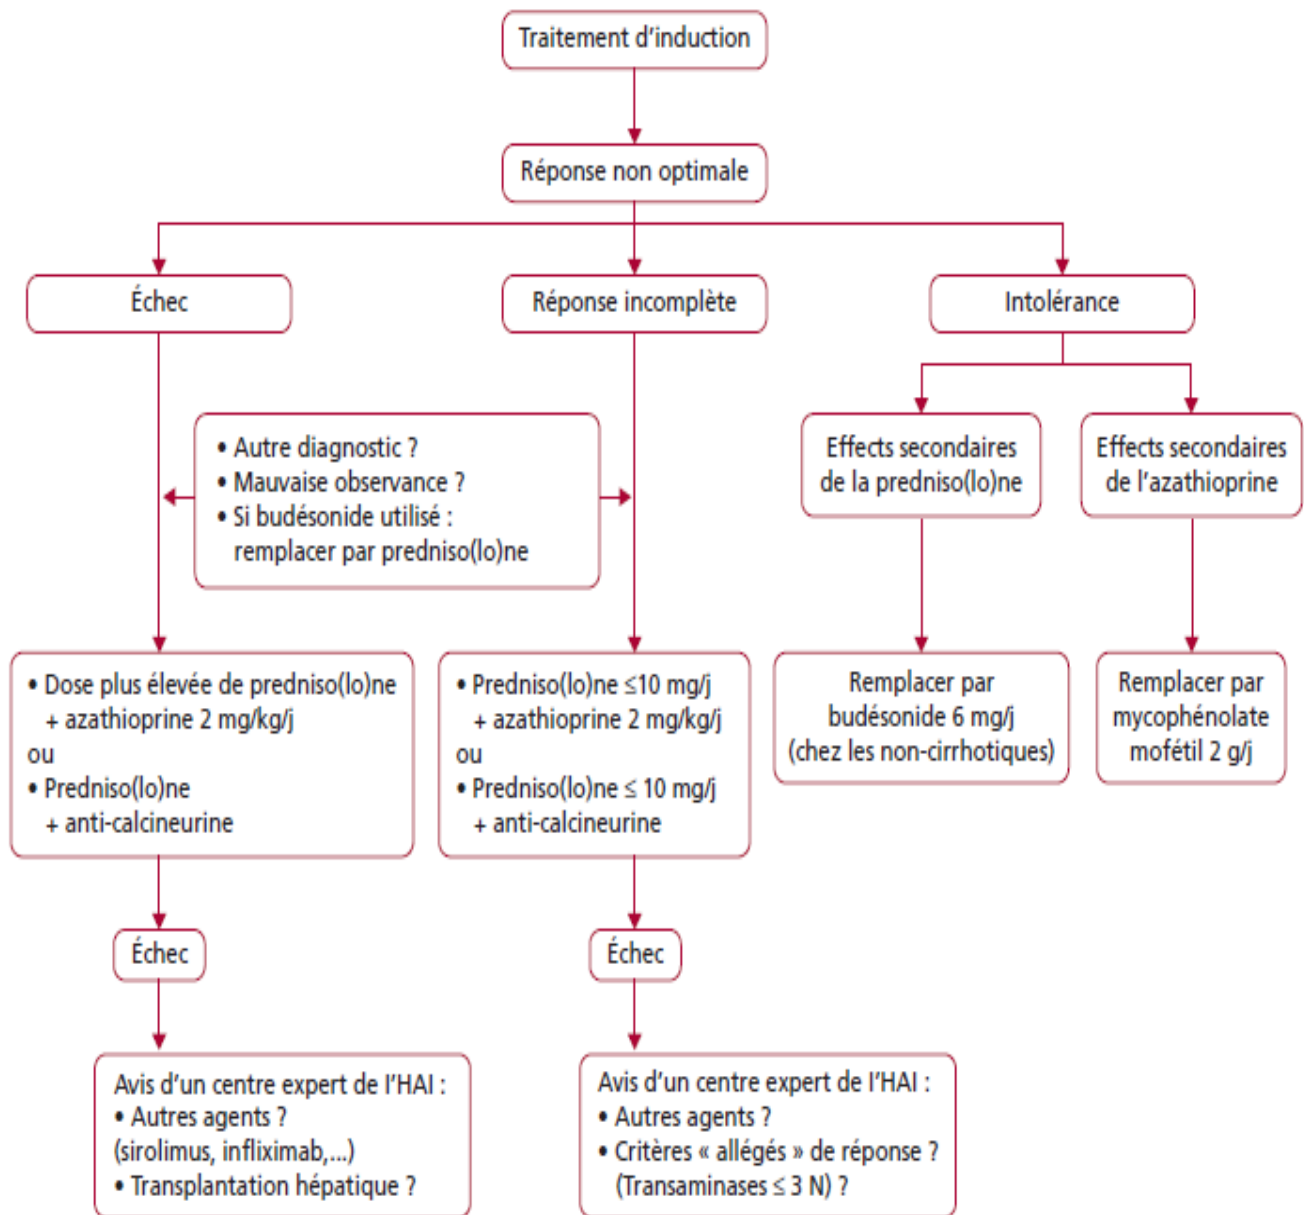 Traitement d'induction
Réponse non optimale
Échec
Réponse incomplète
Intolérance
• Autre diagnostic ?
• Mauvaise observance ?
• Si budésonide utilisé :
remplacer par predniso(lo)ne
Effects secondaires
de la predniso(lo)ne
Effects secondaires
de l'azathioprine
• Dose plus élevée de predniso(lo)ne
+ azathioprine 2 mg/kg/j
ou
• Predniso(lo)ne
+ anti-calcineurine
• Predniso(lo)ne ≤10 mg/j
+ azathioprine 2 mg/kg/j
ou
• Predniso(lo)ne ≤ 10 mg/j
+ anti-calcineurine
Remplacer par
budésonide 6 mg/j
(chez les non-cirrhotiques)
Remplacer par
mycophénolate
mofétil 2 g/j
Échec
Échec
Avis d'un centre expert de l'HAI :
• Autres agents ?
(sirolimus, infliximab,...)
• Transplantation hépatique ?
Avis d'un centre expert de l'HAI :
• Autres agents ?
• Critères « allégés » de réponse ?
(Transaminases ≤ 3 N) ?